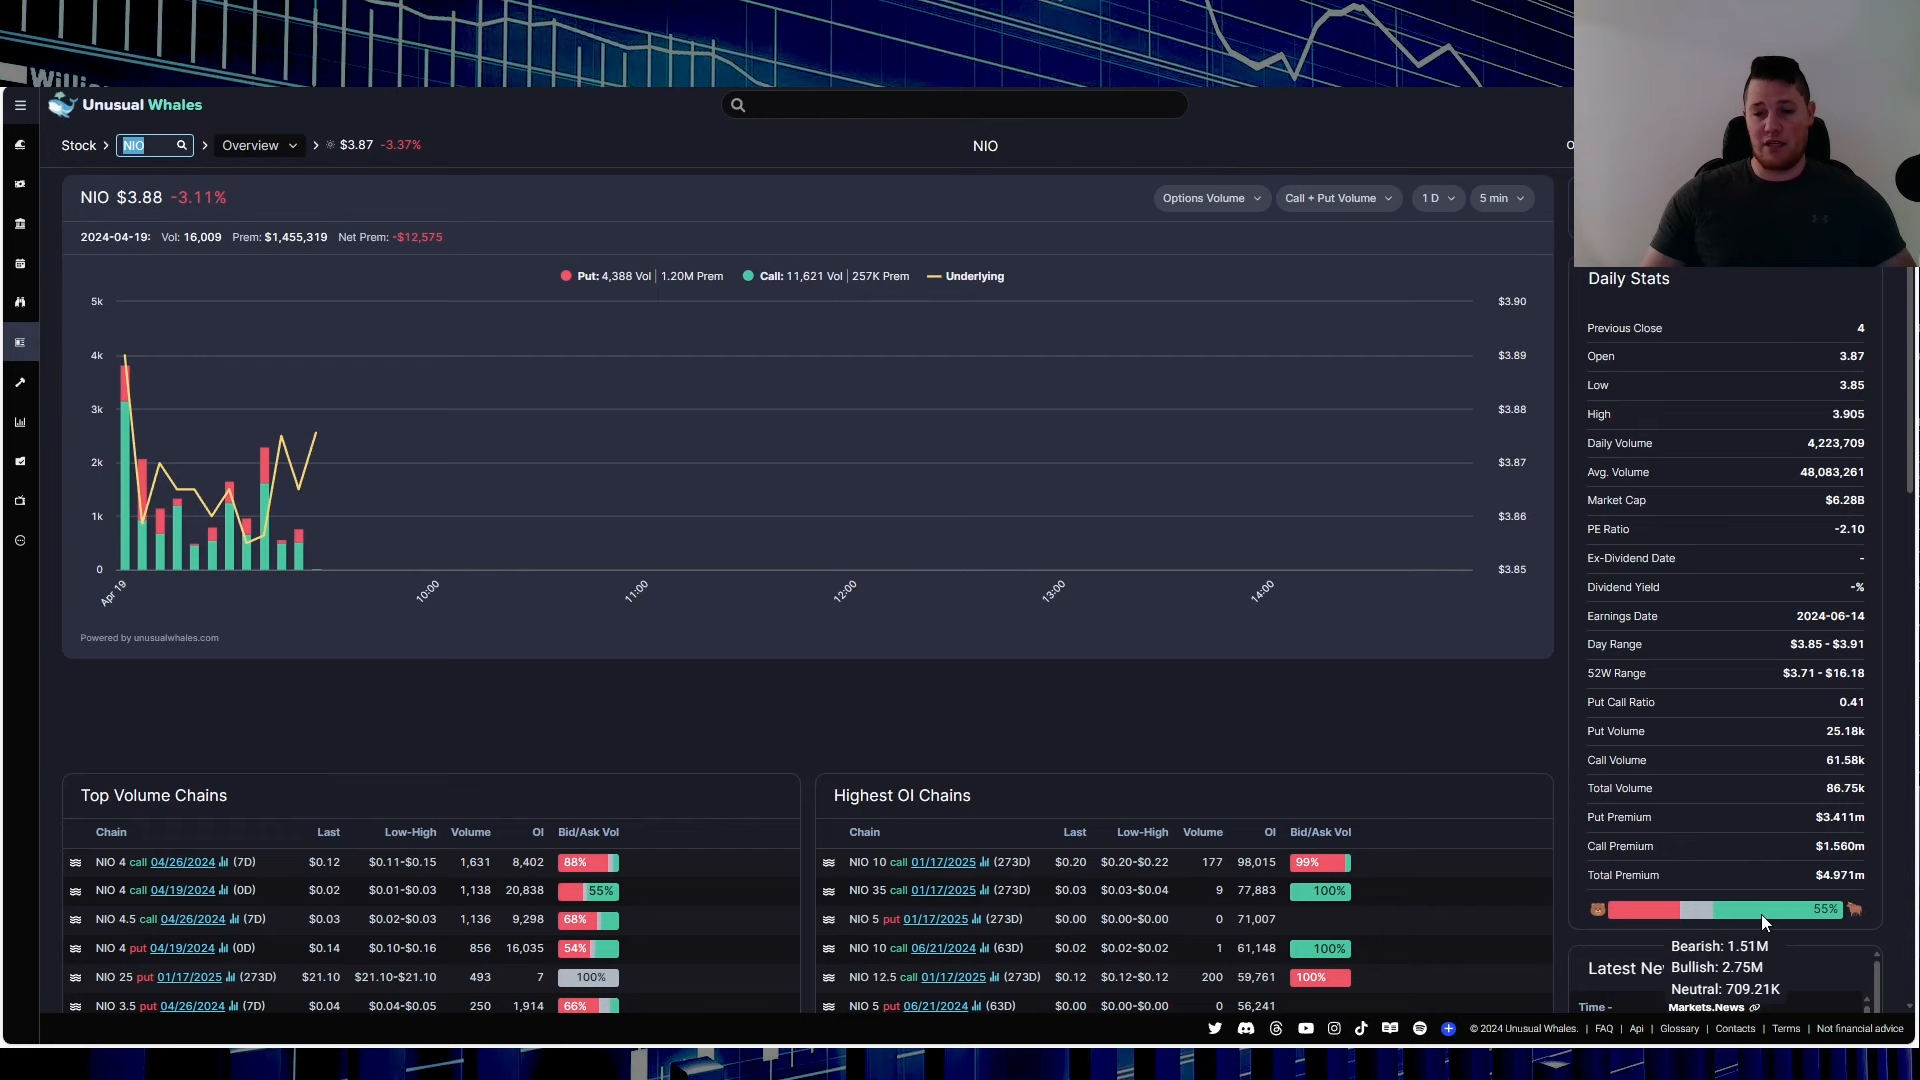 Unusual Whales
Stock > NIO > Overview > $3.87 -3.37%
NIO
NIO $3.88 -3.11%
Options Volume
Call + Put Volume
1 D
5 min
2024-04-19: Vol: 16,009 Prem: $1,455,319 Net Prem: -$12,575
Put: 4,388 Vol | 1.20M Prem
Call: 11,621 Vol | 257K Prem
Underlying
5k $3.90
4k $3.89
3k $3.88
2k $3.87
1k $3.86
0 $3.85
Apr 19 10:00 11:00 12:00 13:00 14:00
Powered by unusualwhales.com
Top Volume Chains
Chain Last Low-High Volume OI Bid/Ask Vol
NIO 4 call 04/26/2024 (7D) $0.12 $0.11-$0.15 1,631 8,402 88%
NIO 4 call 04/19/2024 (0D) $0.02 $0.01-$0.03 1,138 20,838 55%
NIO 4.5 call 04/26/2024 (7D) $0.03 $0.02-$0.03 1,136 9,298 68%
NIO 4 put 04/19/2024 (0D) $0.14 $0.10-$0.16 856 16,035 54%
NIO 25 put 01/17/2025 (273D) $21.10 $21.10-$21.10 493 7 100%
NIO 3.5 put 04/26/2024 (7D) $0.04 $0.04-$0.05 250 1,914 66%
Highest OI Chains
Chain Last Low-High Volume OI Bid/Ask Vol
NIO 10 call 01/17/2025 (273D) $0.20 $0.20-$0.22 177 98,015 99%
NIO 35 call 01/17/2025 (273D) $0.03 $0.03-$0.04 9 77,883 100%
NIO 5 put 01/17/2025 (273D) $0.00 $0.00-$0.00 0 71,007
NIO 10 call 06/21/2024 (63D) $0.02 $0.02-$0.02 1 61,148 100%
NIO 12.5 call 01/17/2025 (273D) $0.12 $0.12-$0.12 200 59,761 100%
NIO 5 put 06/21/2024 (63D) $0.00 $0.00-$0.00 0 56,241
Daily Stats
Previous Close 4
Open 3.87
Low 3.85
High 3.905
Daily Volume 4,223,709
Avg. Volume 48,083,261
Market Cap $6.28B
PE Ratio -2.10
Ex-Dividend Date -
Dividend Yield -%
Earnings Date 2024-06-14
Day Range $3.85 - $3.91
52W Range $3.71 - $16.18
Put Call Ratio 0.41
Put Volume 25.18k
Call Volume 61.58k
Total Volume 86.75k
Put Premium $3.411m
Call Premium $1.560m
Total Premium $4.971m
55%
Bearish: 1.51M
Bullish: 2.75M
Neutral: 709.21K
Latest Ne
Time - Markets.News
© 2024 Unusual Whales. | FAQ | Api | Glossary | Contacts | Terms | Not financial advice